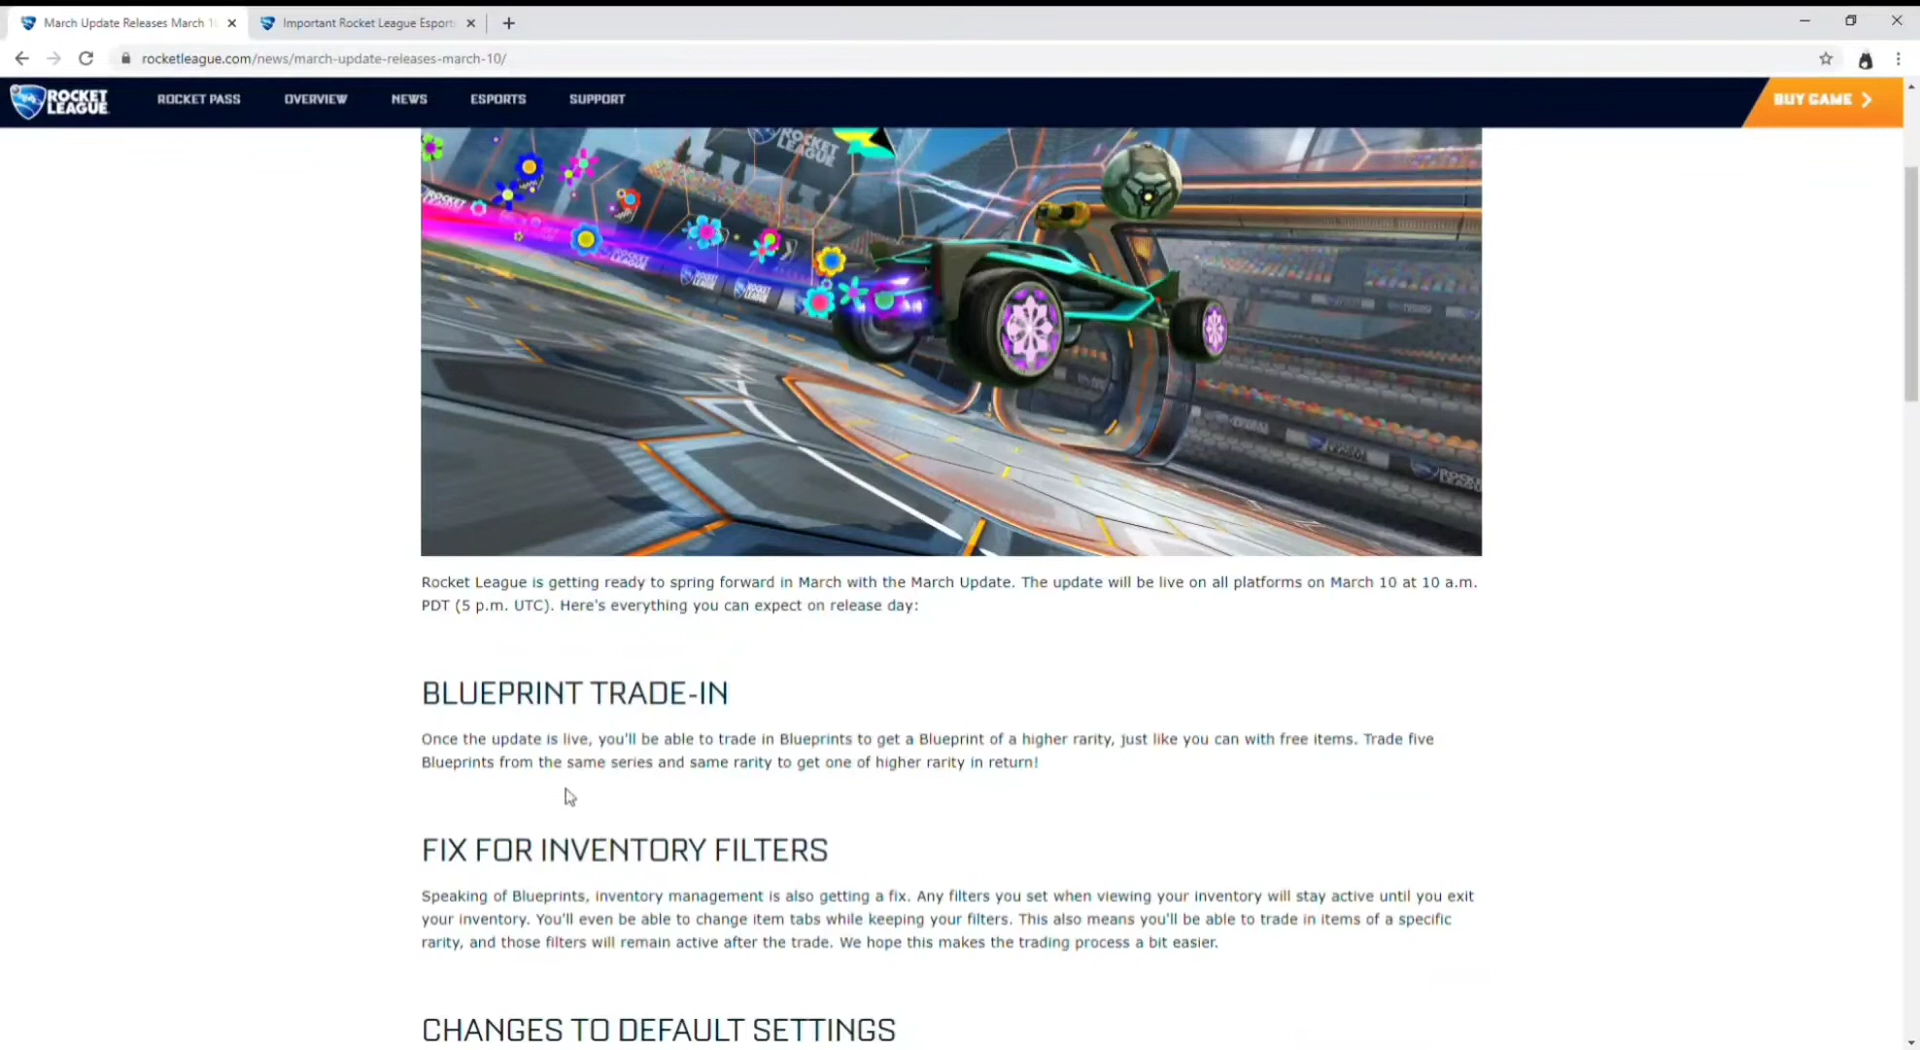 March Update Releases March 1
Important Rocket League Esport
rocketleague.com/news/march-update-releases-march-10/
ROCKET LEAGUE
ROCKET PASS
OVERVIEW
NEWS
ESPORTS
SUPPORT
BUY GAME
ROCKET LEAGUE
Rocket League is getting ready to spring forward in March with the March Update. The update will be live on all platforms on March 10 at 10 a.m.
PDT (5 p.m. UTC). Here's everything you can expect on release day:
BLUEPRINT TRADE-IN
Once the update is live, you'll be able to trade in Blueprints to get a Blueprint of a higher rarity, just like you can with free items. Trade five
Blueprints from the same series and same rarity to get one of higher rarity in return!
FIX FOR INVENTORY FILTERS
Speaking of Blueprints, inventory management is also getting a fix. Any filters you set when viewing your inventory will stay active until you exit
your inventory. You'll even be able to change item tabs while keeping your filters. This also means you'll be able to trade in items of a specific
rarity, and those filters will remain active after the trade. We hope this makes the trading process a bit easier.
CHANGES TO DEFAULT SETTINGS